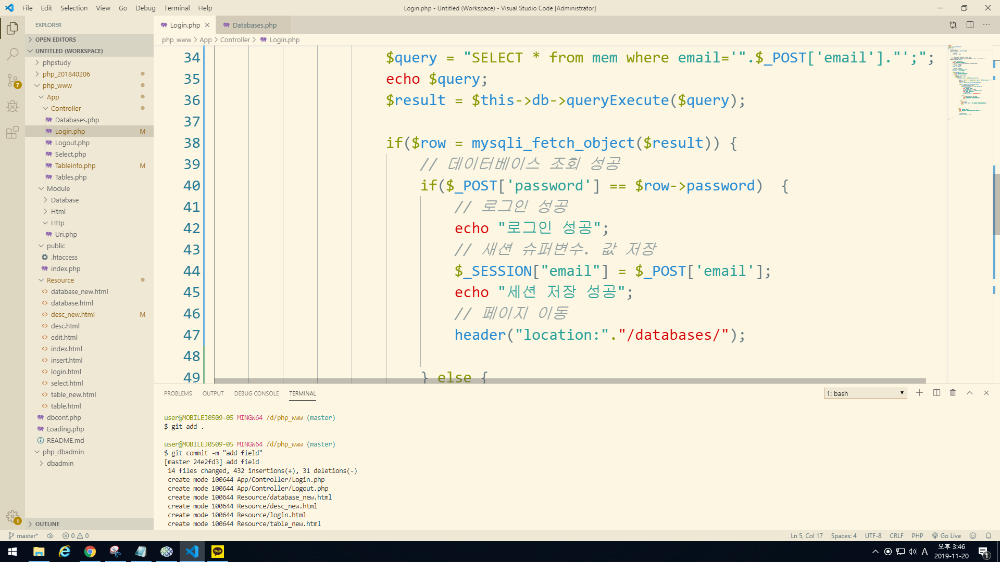 File Edit Selection View Go Debug Terminal Help
Login.php - Untitled (Workspace) - Visual Studio Code [Administrator]
EXPLORER
OPEN EDITORS
UNTITLED (WORKSPACE)
phpstudy
php_201840206
php_www
App
Controller
Databases.php
Login.php M
Logout.php
Select.php
TableInfo.php M
Tables.php
Module
Database
Html
Http
Uri.php
public
.htaccess
index.php
Resource
database_new.html
database.html
desc_new.html M
desc.html
edit.html
index.html
insert.html
login.html
select.html
table_new.html
table.html
dbconf.php
Loading.php
README.md
php_dbadmin
dbadmin
OUTLINE
7
1
Login.php Databases.php
php_www > App > Controller > Login.php
34 $query = "SELECT * from mem where email='".$_POST['email']."';";
35 echo $query;
36 $result = $this->db->queryExecute($query);
37
38 if($row = mysqli_fetch_object($result)) {
39 // 데이터베이스 조회 성공
40 if($_POST['password'] == $row->password)  {
41 // 로그인 성공
42 echo "로그인 성공";
43 // 새션 슈퍼변수. 값 저장
44 $_SESSION["email"] = $_POST['email'];
45 echo "세션 저장 성공";
46 // 페이지 이동
47 header("location:"."/databases/");
48
49 } else {
PROBLEMS OUTPUT DEBUG CONSOLE TERMINAL
1: bash
user@MOBILEJ0509-05 MINGW64 /d/php_www (master)
$ git add .
user@MOBILEJ0509-05 MINGW64 /d/php_www (master)
$ git commit -m "add field"
[master 24e2fd3] add field
14 files changed, 432 insertions(+), 31 deletions(-)
create mode 100644 App/Controller/Login.php
create mode 100644 App/Controller/Logout.php
create mode 100644 Resource/database_new.html
create mode 100644 Resource/desc_new.html
create mode 100644 Resource/login.html
create mode 100644 Resource/table_new.html
master* 0 0
Ln 5, Col 17 Spaces: 4 UTF-8 CRLF PHP Go Live
TALK
A
오후 3:46
2019-11-20
1